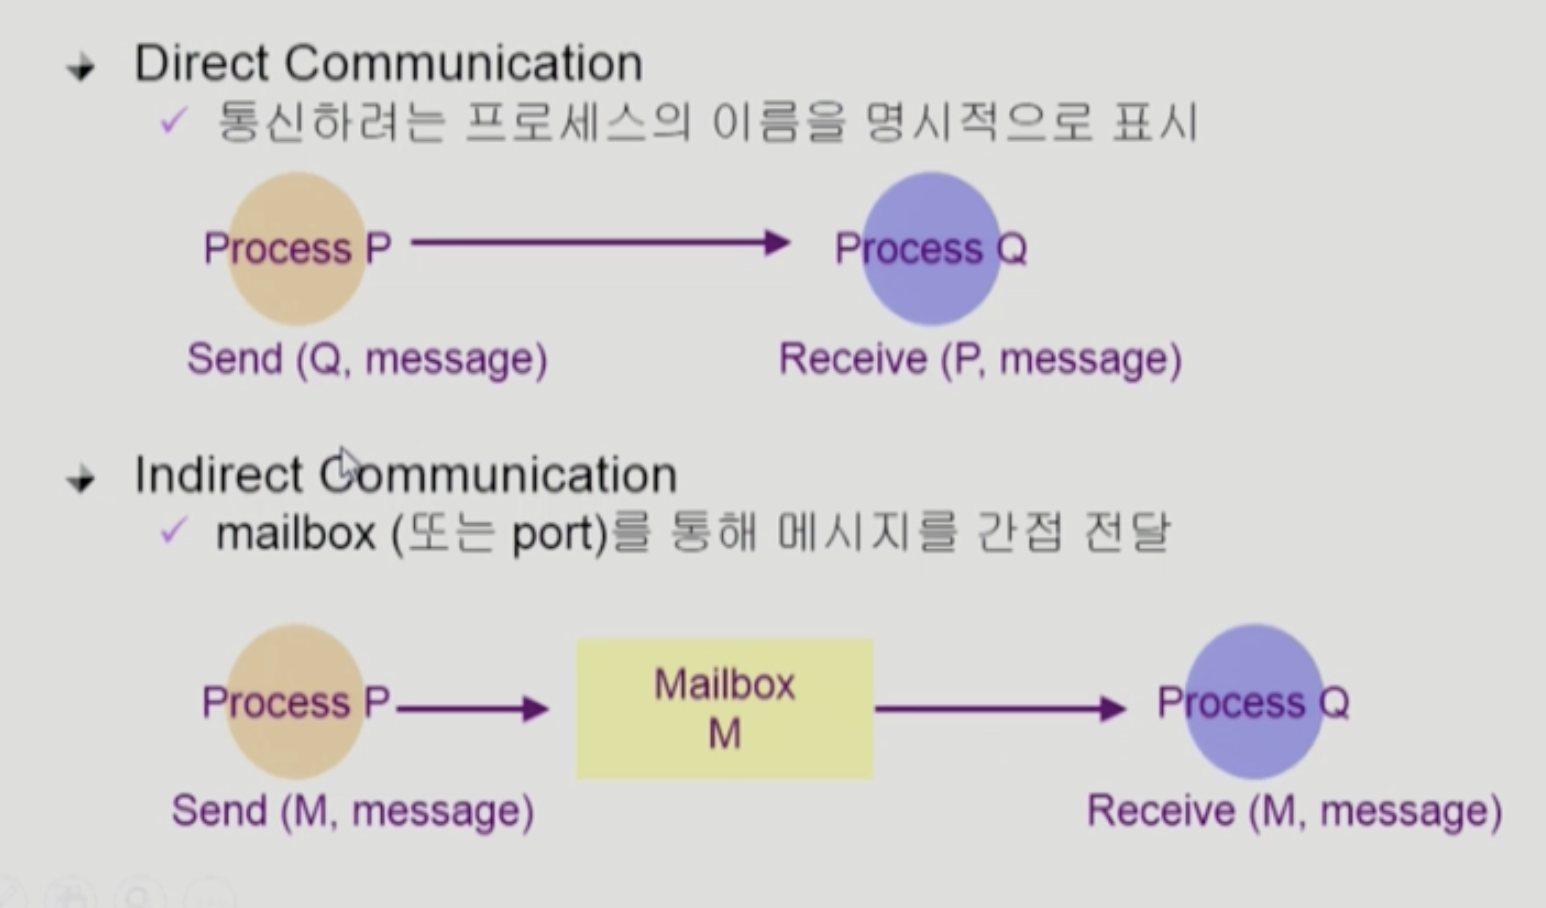 Direct Communication
통신하려는 프로세스의 이름을 명시적으로 표시
Process P
Process Q
Send (Q, message)
Receive (P, message)
Indirect Communication
mailbox (또는 port)를 통해 메시지를 간접 전달
Process P
Mailbox
M
Process Q
Send (M, message)
Receive (M, message)